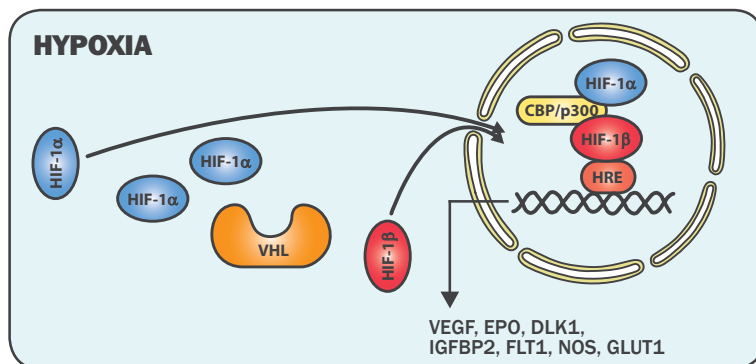 HYPOXIA
HIF-1α
CBP/p300
HIF-1β
HRE
HIF-1α
HIF-1α
HIF-1α
VHL
HIF-1β
VEGF, EPO, DLK1,
IGFBP2, FLT1, NOS, GLUT1